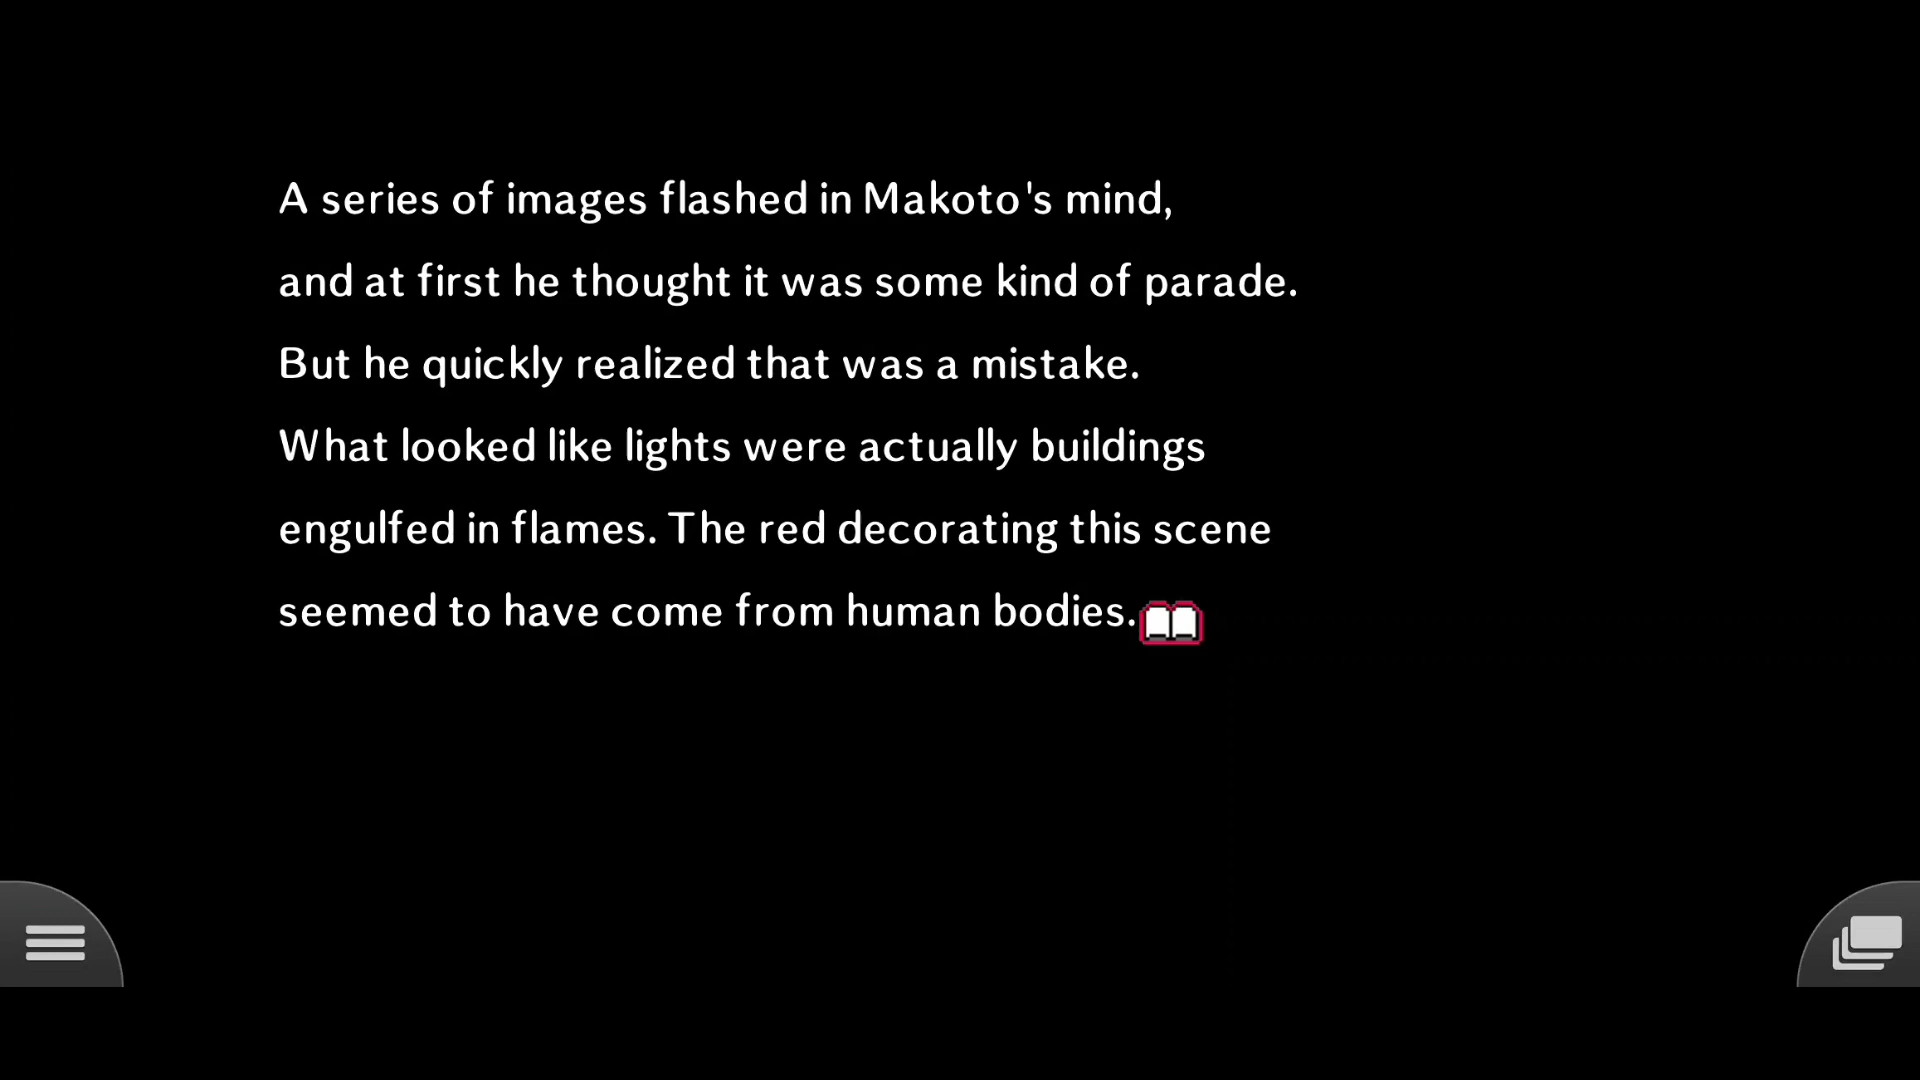 A series of images flashed in Makoto's mind,
and at first he thought it was some kind of parade.
But he quickly realized that was a mistake.
What looked like lights were actually buildings
engulfed in flames. The red decorating this scene
seemed to have come from human bodies.